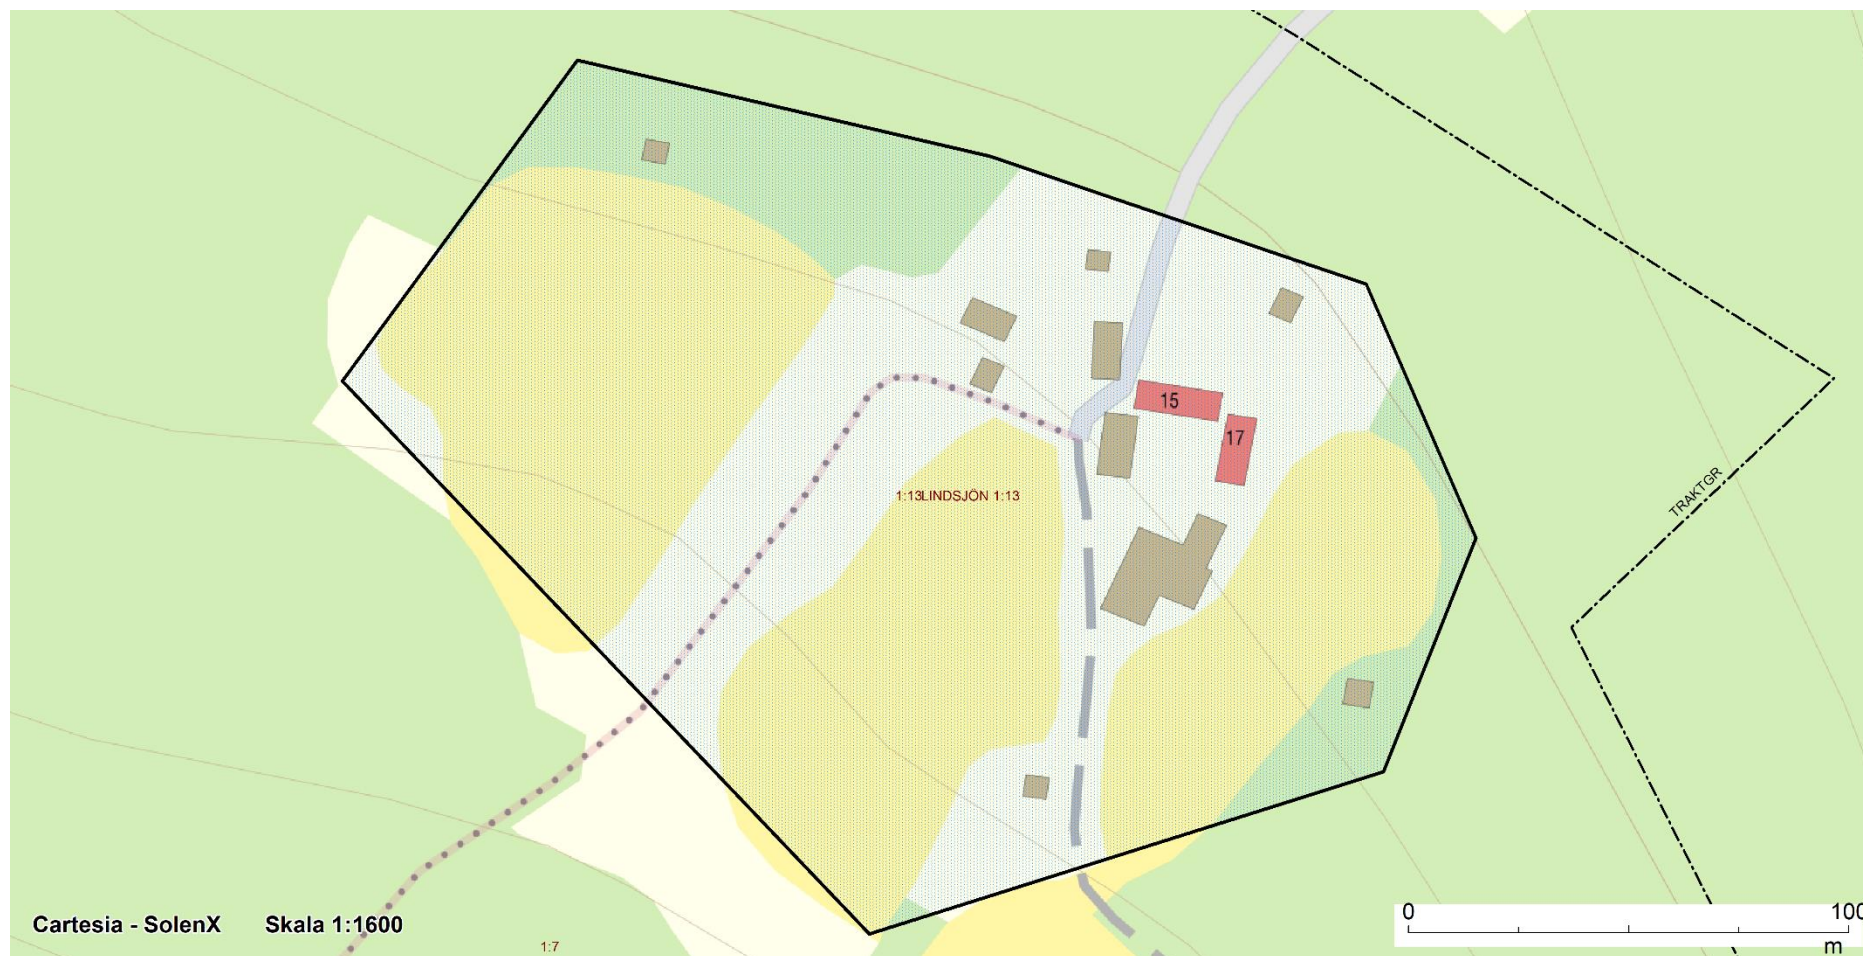 15
17
TRAKTGR
1:13LINDSJÖN 1:13
0 100
m
Cartesia - SolenX Skala 1:1600
1:7